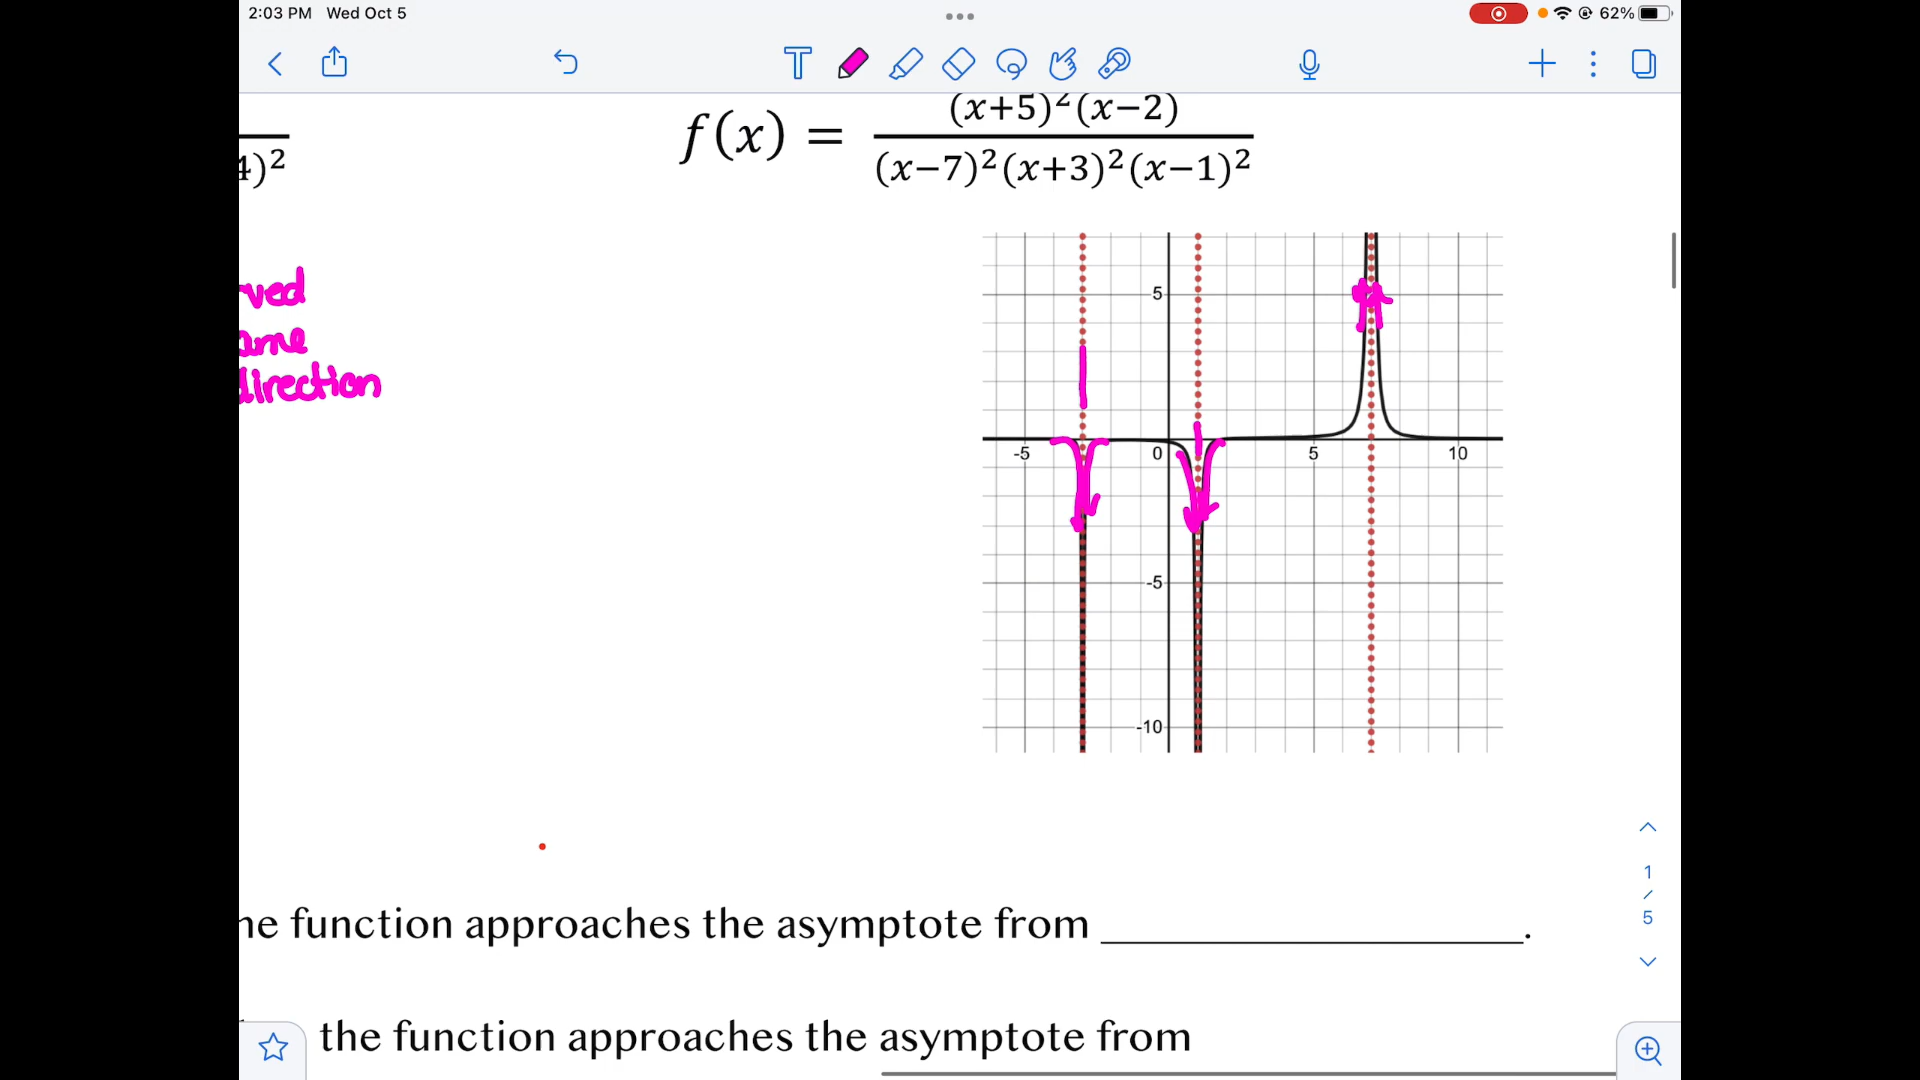 2:03 PM Wed Oct 5
62%
T
(x+5)²(x−2)
f(x) =
(x−7)²(x+3)²(x−1)²
4)²
ved
ame
direction
5
-5
0
5
10
-5
-10
1
/
5
he function approaches the asymptote from ____________.
the function approaches the asymptote from